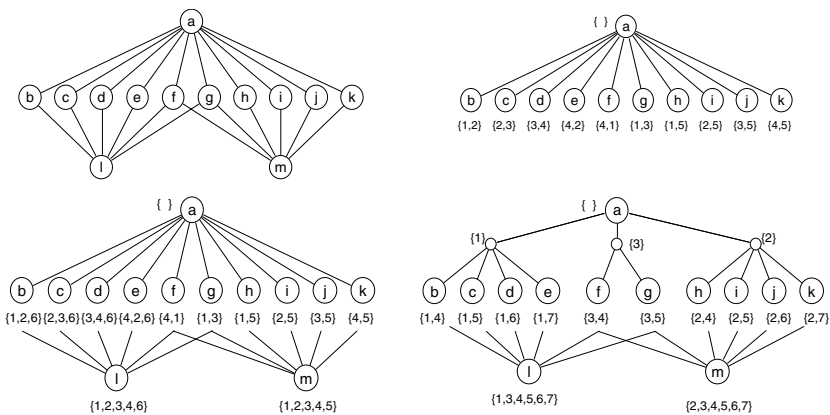 a
b c d e f g h i j k
l m
{ } a
b c d e f g h i j k
{1,2} {2,3} {3,4} {4,2} {4,1} {1,3} {1,5} {2,5} {3,5} {4,5}
{ } a
b c d e f g h i j k
{1,2,6} {2,3,6} {3,4,6} {4,2,6} {4,1} {1,3} {1,5} {2,5} {3,5} {4,5}
l m
{1,2,3,4,6} {1,2,3,4,5}
{ } a
{1} {3} {2}
b c d e f g h i j k
{1,4} {1,5} {1,6} {1,7} {3,4} {3,5} {2,4} {2,5} {2,6} {2,7}
l m
{1,3,4,5,6,7} {2,3,4,5,6,7}